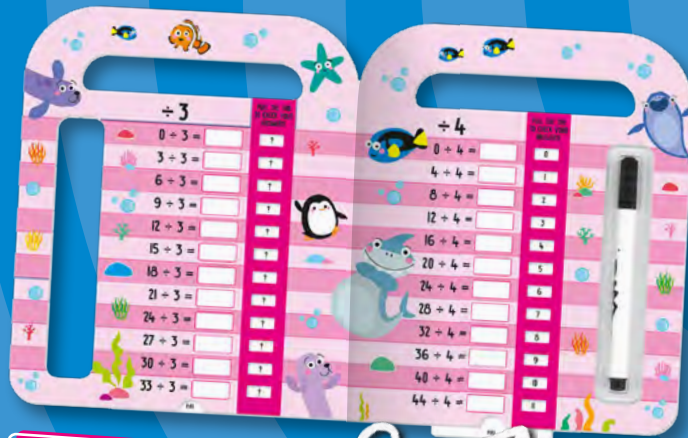 ÷ 3
0 ÷ 3 =
?
3 ÷ 3 =
?
6 ÷ 3 =
?
9 ÷ 3 =
?
12 ÷ 3 =
?
15 ÷ 3 =
?
18 ÷ 3 =
?
21 ÷ 3 =
?
24 ÷ 3 =
?
27 ÷ 3 =
?
30 ÷ 3 =
?
33 ÷ 3 =
?
÷ 4
0 ÷ 4 =
0
4 ÷ 4 =
1
8 ÷ 4 =
2
12 ÷ 4 =
3
16 ÷ 4 =
4
20 ÷ 4 =
5
24 ÷ 4 =
6
28 ÷ 4 =
7
32 ÷ 4 =
8
36 ÷ 4 =
9
40 ÷ 4 =
10
44 ÷ 4 =